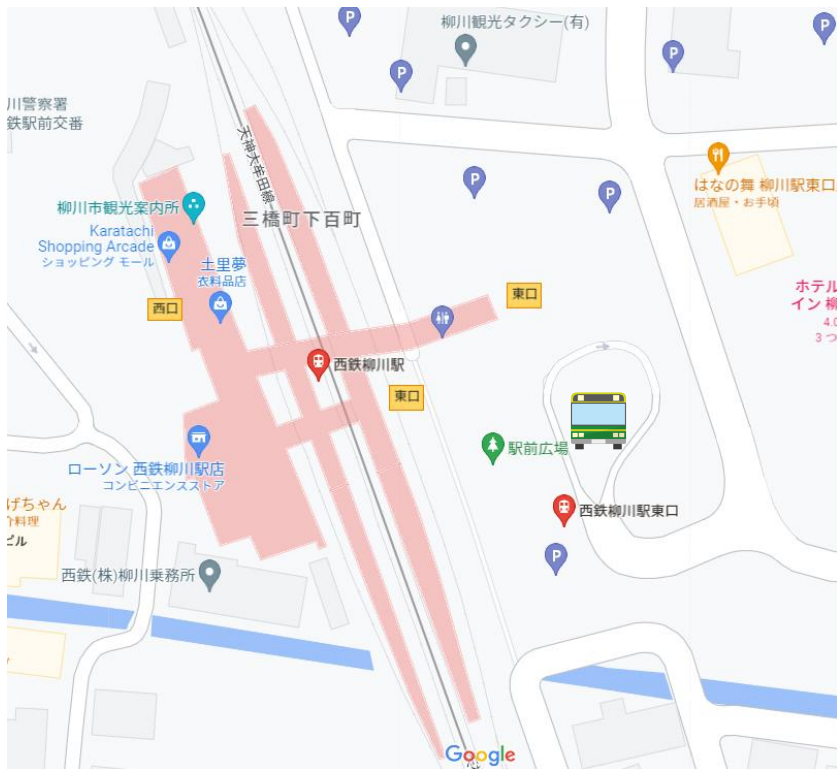 柳川観光タクシー(有)
P
P
P
P
川警察署
鉄駅前交番
天神大牟田線
P
P
はなの舞 柳川駅東口
居酒屋・お手頃
柳川市観光案内所
三橋町下百町
Karatachi
Shopping Arcade
ショッピング モール
土里夢
衣料品店
西口
東口
ホテル
イン 柳
4.0
3 つ
西鉄柳川駅
東口
ローソン 西鉄柳川駅店
コンビニエンスストア
駅前広場
げちゃん
介料理
ビル
西鉄柳川駅東口
P
西鉄(株)柳川乗務所
Google